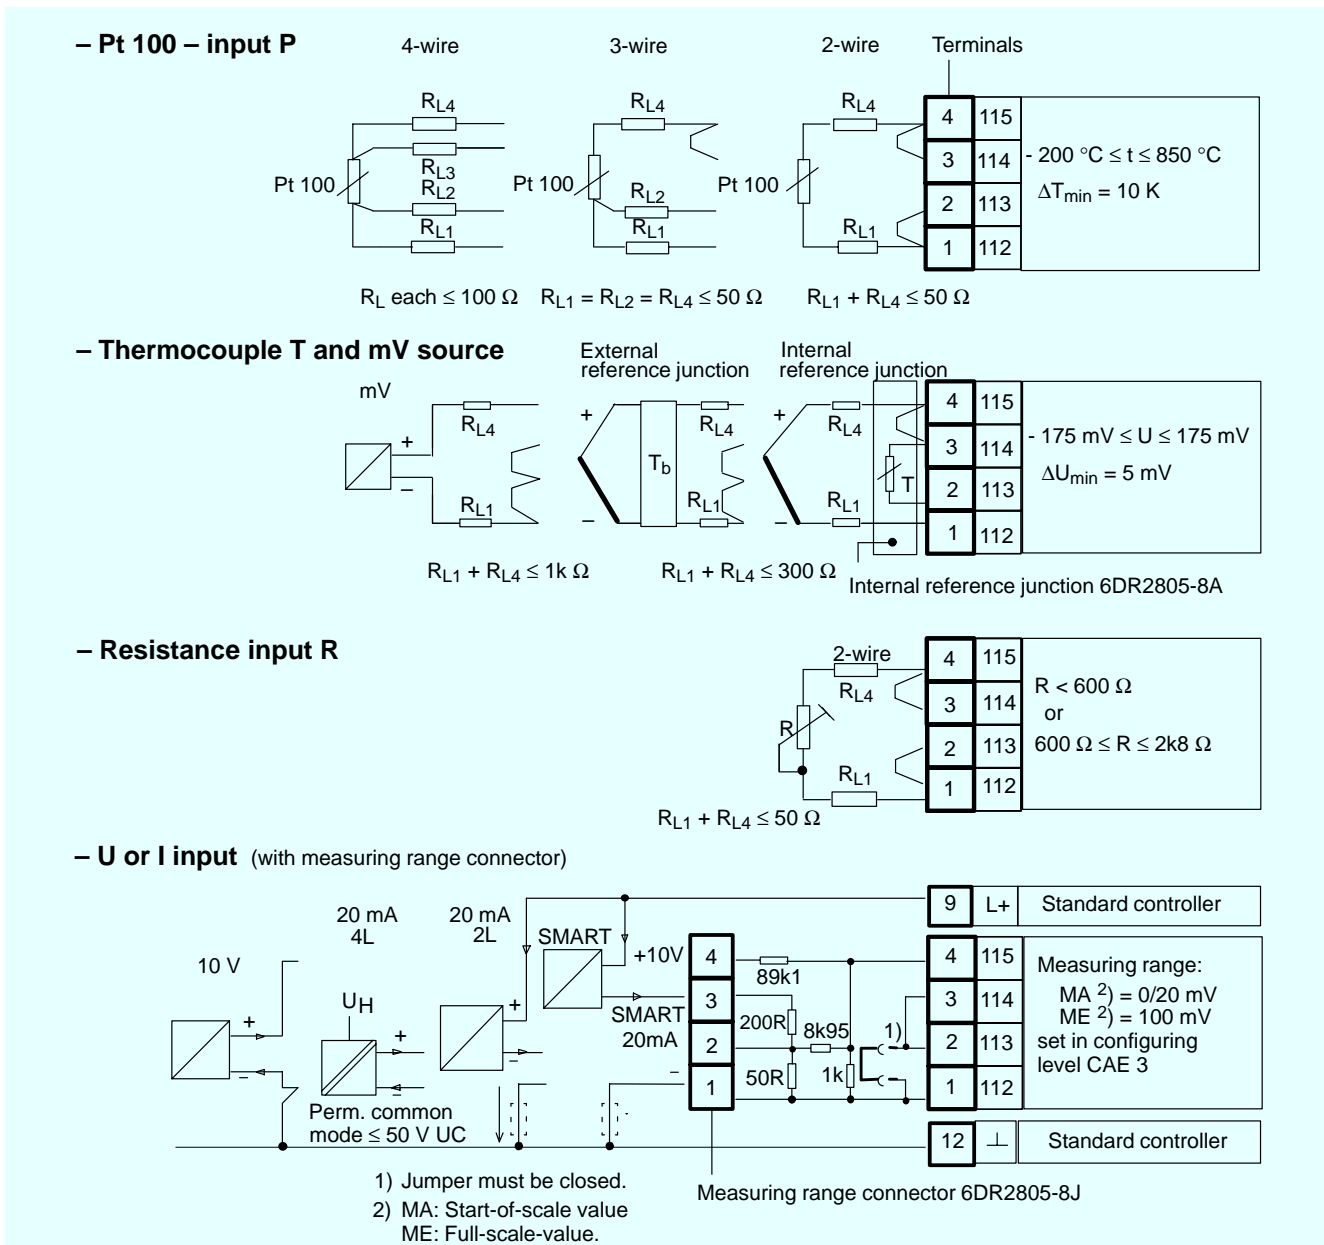 – Pt 100 – input P
4-wire
3-wire
2-wire
Terminals
RL4
RL3
RL2
RL1
Pt 100
RL4
RL2
RL1
Pt 100
RL4
RL1
Pt 100
4 115
3 114
2 113
1 112
- 200 °C ≤ t ≤ 850 °C
ΔTmin = 10 K
RL each ≤ 100 Ω
RL1 = RL2 = RL4 ≤ 50 Ω
RL1 + RL4 ≤ 50 Ω
– Thermocouple T and mV source
External
reference junction
Internal
reference junction
mV
+
–
RL4
RL1
+
–
Tb
RL4
RL1
+
–
RL4
RL1
T
4 115
3 114
2 113
1 112
- 175 mV ≤ U ≤ 175 mV
ΔUmin = 5 mV
RL1 + RL4 ≤ 1k Ω
RL1 + RL4 ≤ 300 Ω
Internal reference junction 6DR2805-8A
– Resistance input R
2-wire
RL4
R
RL1
4 115
3 114
2 113
1 112
R < 600 Ω
or
600 Ω ≤ R ≤ 2k8 Ω
RL1 + RL4 ≤ 50 Ω
– U or I input (with measuring range connector)
9 L+ Standard controller
10 V
+
–
20 mA
4L
UH
+
–
20 mA
2L
+
–
SMART
+10V
SMART
20mA
–
4
3
2
1
89k1
200R
8k95
50R
1k
1)
4 115
3 114
2 113
1 112
Measuring range:
MA 2) = 0/20 mV
ME 2) = 100 mV
set in configuring
level CAE 3
Perm. common
mode ≤ 50 V UC
12 ⊥ Standard controller
1) Jumper must be closed.
2) MA: Start-of-scale value
ME: Full-scale-value.
Measuring range connector 6DR2805-8J